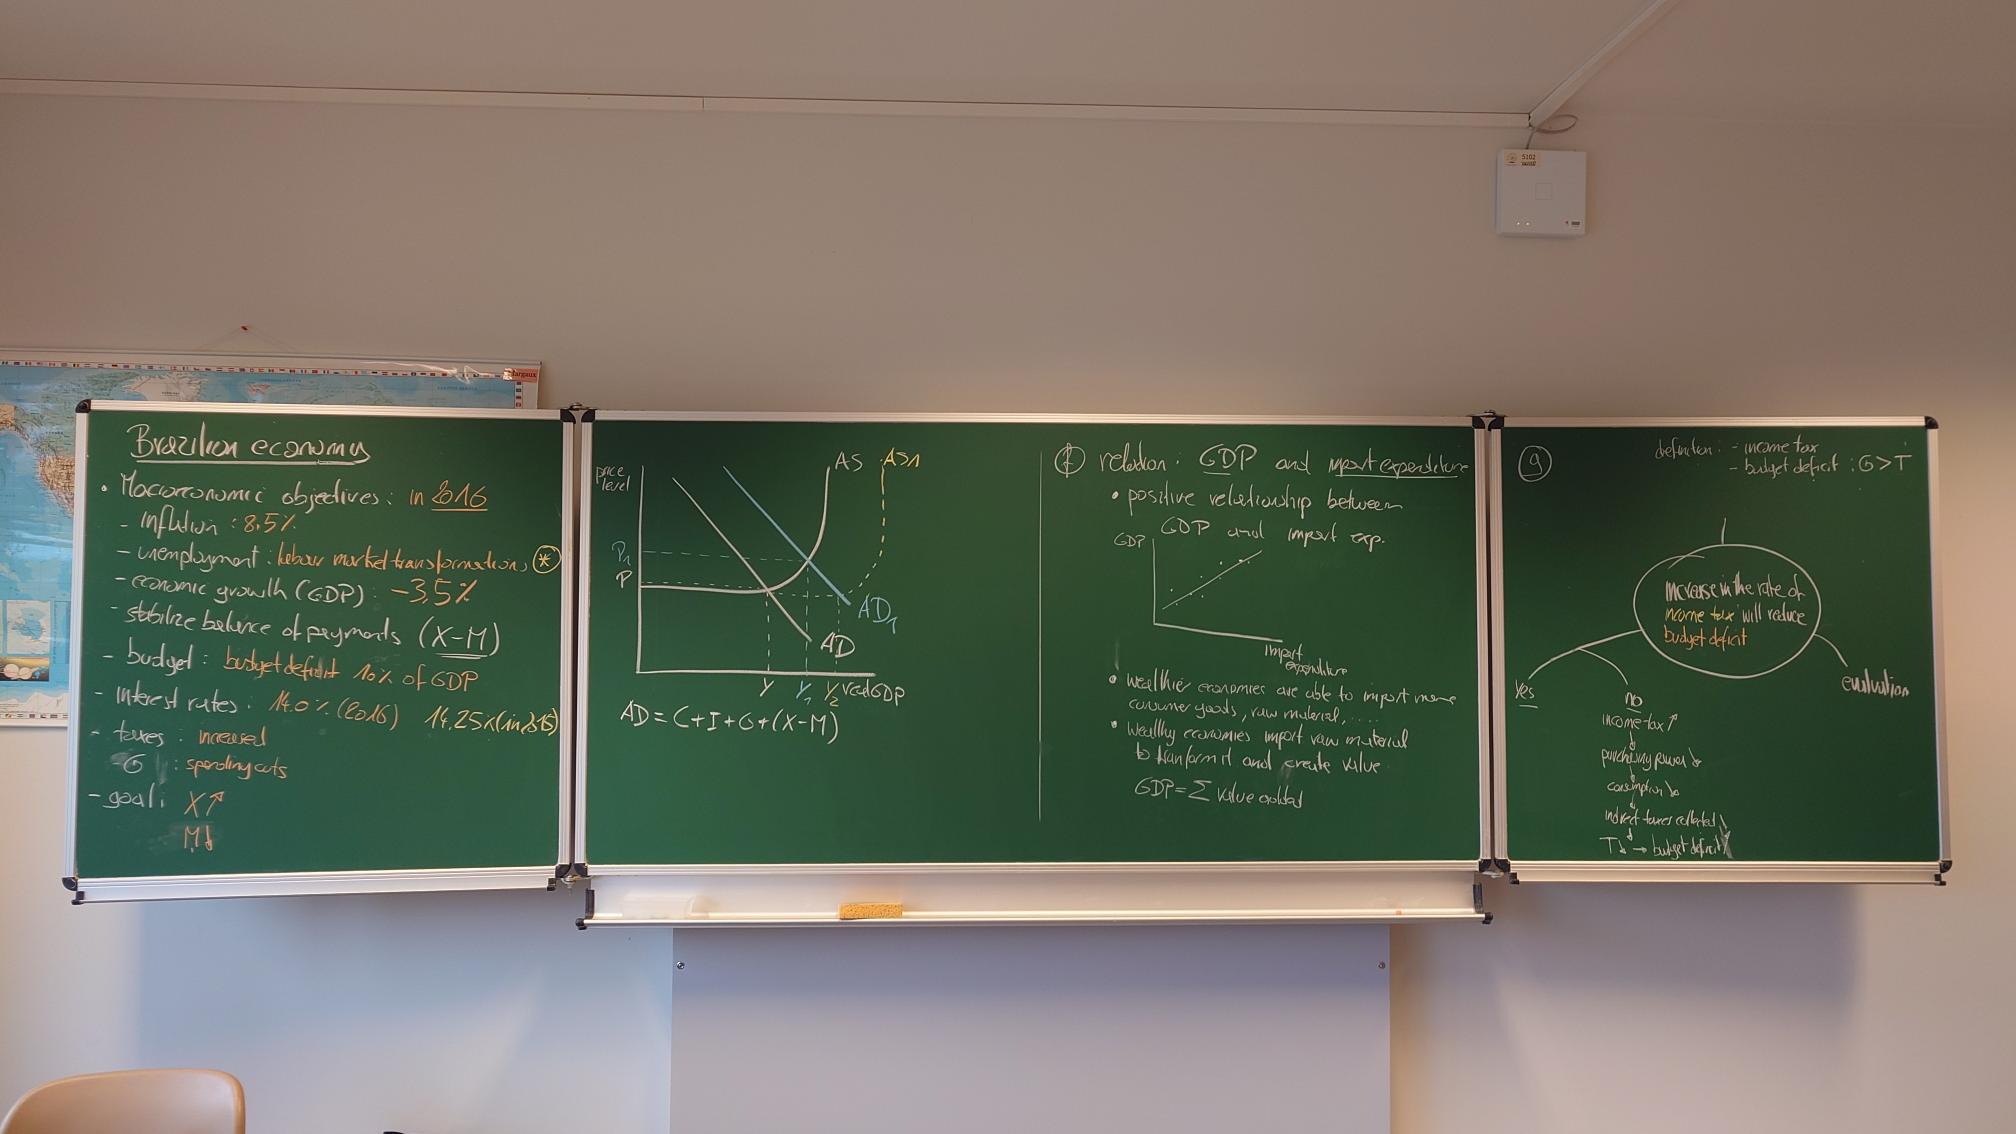 Brazilian economy
• Macroeconomic objectives: in 2016
- inflation: 8.5%
- unemployment: labour market transformations *
- economic growth (GDP): -3.5%
- stabilize balance of payments (X-M)
- budget: budget deficit 10% of GDP
- interest rates: 14.0% (2016) 14.25% (in 2015)
- taxes: increased
- G : spending cuts
- goal: X↑
M↓
price level
AS
AS1
P1
P
AD1
AD
Y Y1 Y2 real GDP
AD = C+I+G+(X-M)
f relation: GDP and import expenditure
• positive relationship between
GDP and import exp.
GDP
import
expenditure
• wealthier economies are able to import more
consumer goods, raw material, ....
• wealthy economies import raw material
to tranform it and create value
GDP = Σ value added
g
definition: - income tax
- budget deficit: G>T
increase in the rate of
income tax will reduce
budget deficit
yes
no
evaluation
income tax ↑
↓
purchasing power ↓
↓
consumption ↓
↓
indirect taxes collected ↓
↓
T↓ → budget deficit ↑
5102